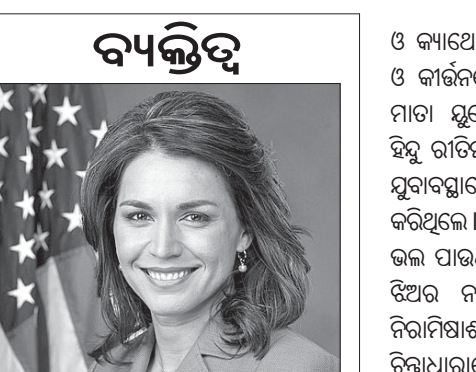 ବ୍ୟକ୍ତିତ୍ୱ
ଓ କ୍ୟାଥୋ
ଓ କୀର୍ତ୍ତନ
ମାତା ୟୁରୋ
ହିନ୍ଦୁ ରୀତି
ଯୁବାବସ୍ଥାରେ
କରିଥିଲେ।
ଭଲ ପାଉ
ଝିଅର ନ
ନିରାମିଷାଶ
ଚିନ୍ତାଧାରା